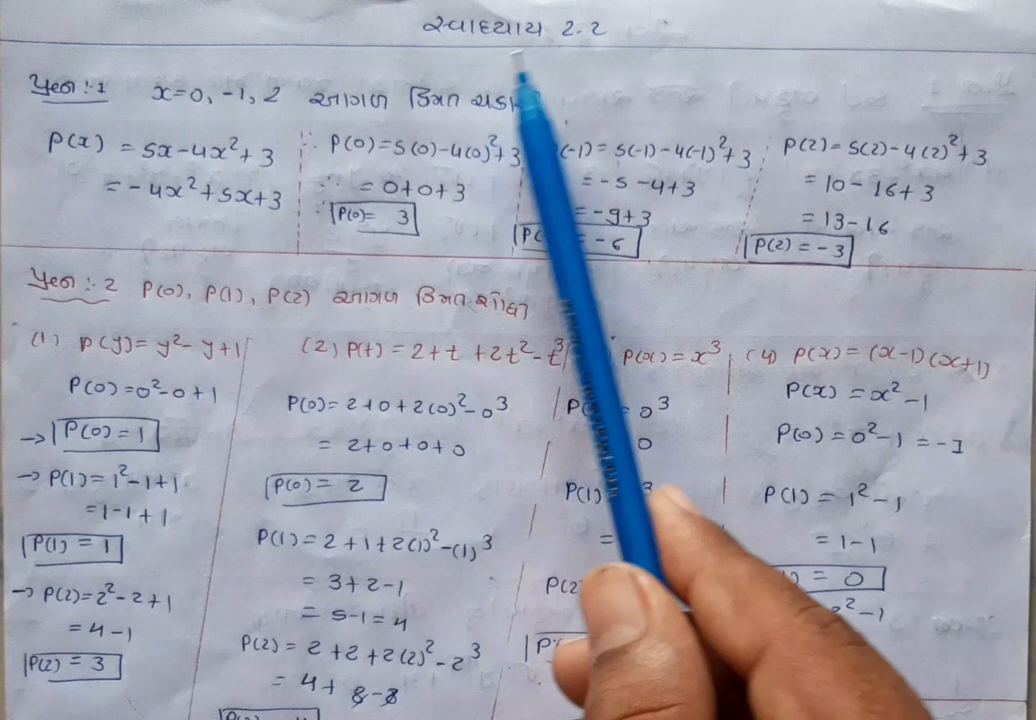 સ્વાધ્યાય 2.2
પ્રશ્ન :- 1 x=0, -1, 2 આગળ કિંમત
P(x) = 5x-4x²+3
= -4x²+5x+3
∴ P(0)=5(0)-4(0)²+3
∴ = 0+0+3
∴ P(0)= 3
(-1)= 5(-1)-4(-1)²+3
= -5-4+3
= -9+3
P = -6
P(2)=5(2)-4(2)²+3
= 10-16+3
= 13-16
P(2) = -3
પ્રશ્ન :- 2 P(0), P(1), P(2) આગળ કિંમત શોધો
(1) P(y)=y²-y+1
P(0)=0²-0+1
→ P(0)=1
→ P(1)=1²-1+1
=1-1+1
P(1) = 1
→ P(2)=2²-2+1
= 4-1
P(2) = 3
(2) P(t) = 2+t+2t²-t³
P(0)= 2+0+2(0)²-0³
= 2+0+0+0
P(0) = 2
P(1)= 2+1+2(1)²-(1)³
= 3+2-1
= 5-1=4
P(2)= 2+2+2(2)²-2³
= 4+8-8
) P(x)= x³
P = 0³
0
P(1) ³
=
P(2
(4) P(x)=(x-1)(x+1)
P(x) = x²-1
P(0)=0²-1=-1
P(1) = 1²-1
= 1-1
) = 0
2²-1